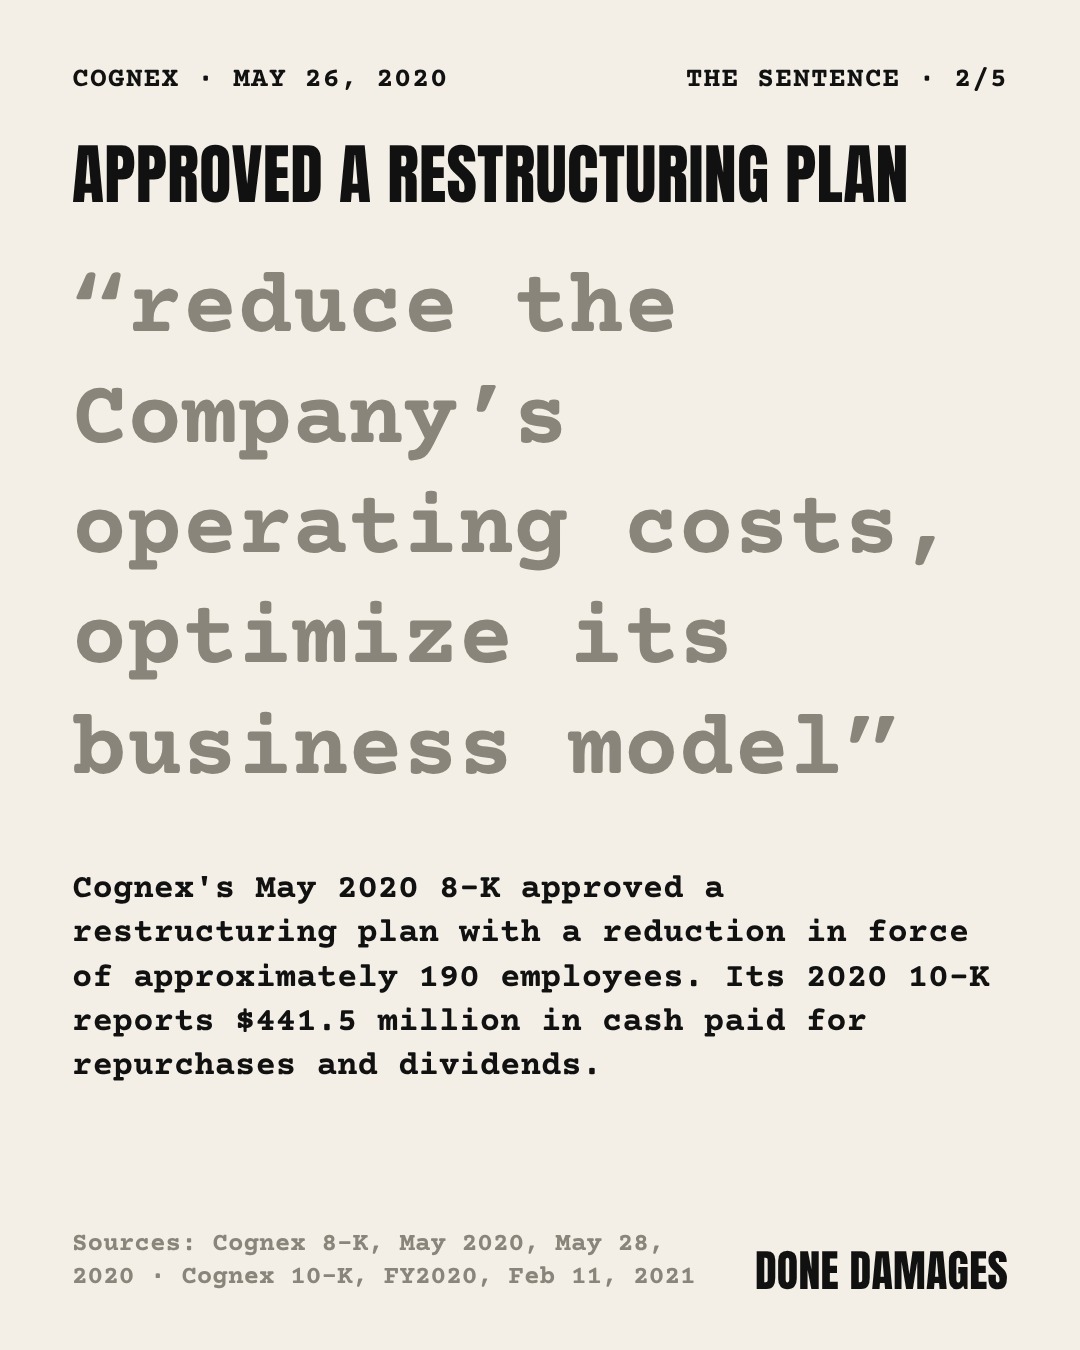 COGNEX · MAY 26, 2020
THE SENTENCE · 2/5
APPROVED A RESTRUCTURING PLAN
“reduce the
Company’s
operating costs,
optimize its
business model”
Cognex's May 2020 8-K approved a
restructuring plan with a reduction in force
of approximately 190 employees. Its 2020 10-K
reports $441.5 million in cash paid for
repurchases and dividends.
Sources: Cognex 8-K, May 2020, May 28,
2020 · Cognex 10-K, FY2020, Feb 11, 2021
DONE DAMAGES